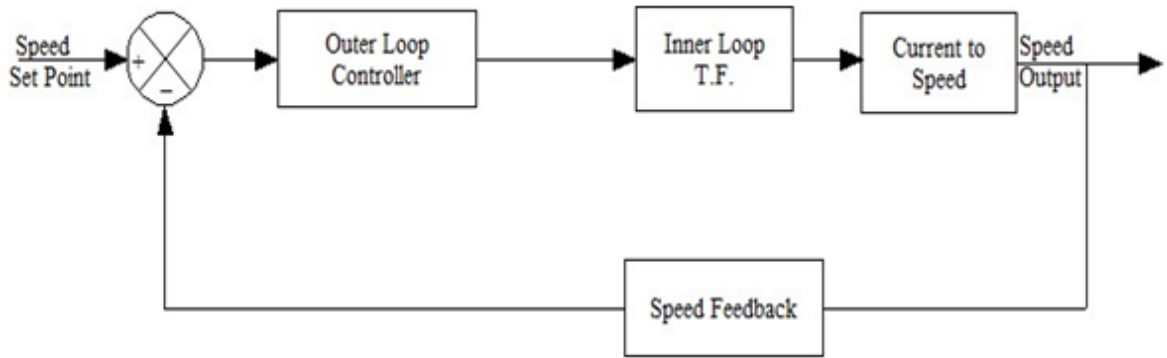 Speed
Set Point
+
−
Outer Loop
Controller
Inner Loop
T.F.
Current to
Speed
Speed
Output
Speed Feedback